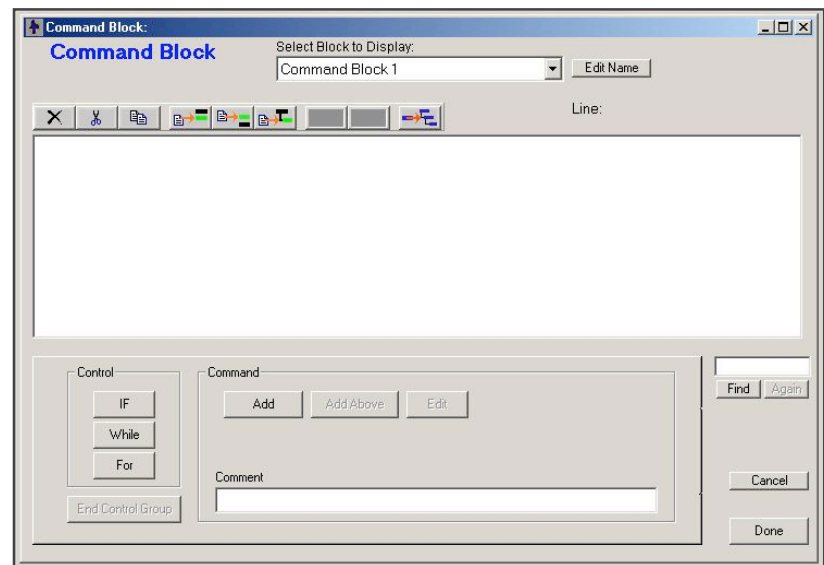 Command Block:
Command Block
Select Block to Display:
Command Block 1
Edit Name
Line:
Control
IF
While
For
End Control Group
Command
Add
Add Above
Edit
Comment
Find
Again
Cancel
Done